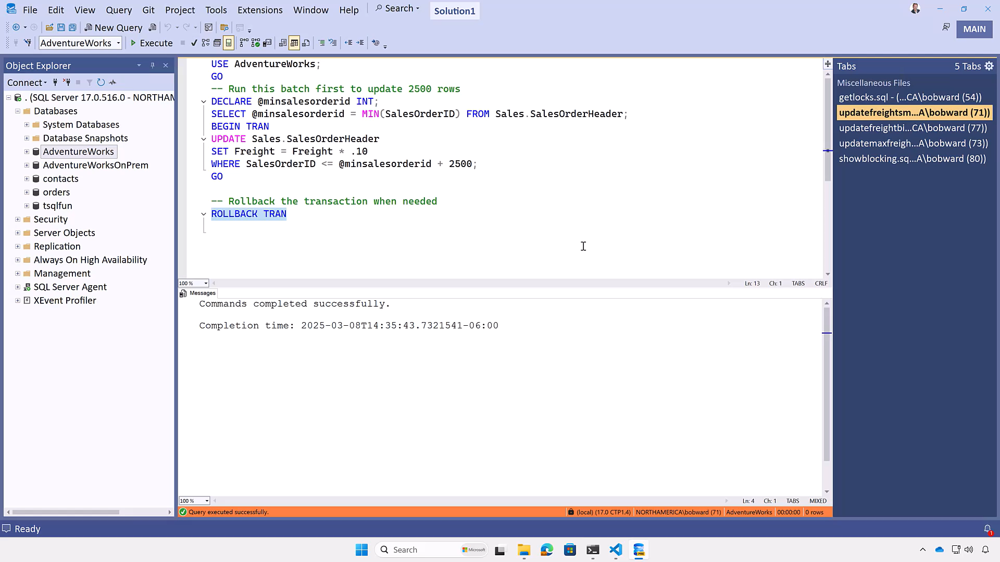 File Edit View Query Git Project Tools Extensions Window Help Search Solution1
New Query
MAIN
AdventureWorks Execute
Object Explorer
Connect
. (SQL Server 17.0.516.0 - NORTHAM
Databases
System Databases
Database Snapshots
AdventureWorks
AdventureWorksOnPrem
contacts
orders
tsqlfun
Security
Server Objects
Replication
Always On High Availability
Management
SQL Server Agent
XEvent Profiler
USE AdventureWorks;
GO
-- Run this batch first to update 2500 rows
DECLARE @minsalesorderid INT;
SELECT @minsalesorderid = MIN(SalesOrderID) FROM Sales.SalesOrderHeader;
BEGIN TRAN
UPDATE Sales.SalesOrderHeader
SET Freight = Freight * .10
WHERE SalesOrderID <= @minsalesorderid + 2500;
GO
-- Rollback the transaction when needed
ROLLBACK TRAN
100 % Ln: 13 Ch: 1 TABS CRLF
Messages
Commands completed successfully.
Completion time: 2025-03-08T14:35:43.7321541-06:00
100 % Ln: 4 Ch: 1 TABS MIXED
Query executed successfully. (local) (17.0 CTP1.4) NORTHAMERICA\bobward (71) AdventureWorks 00:00:00 0 rows
Tabs 5 Tabs
Miscellaneous Files
getlocks.sql - (...CA\bobward (54))
updatefreightsm...A\bobward (71))
updatefreightbi...CA\bobward (77))
updatemaxfreigh...A\bobward (73))
showblocking.sq...A\bobward (80))
Ready
1
Search Microsoft
PRE